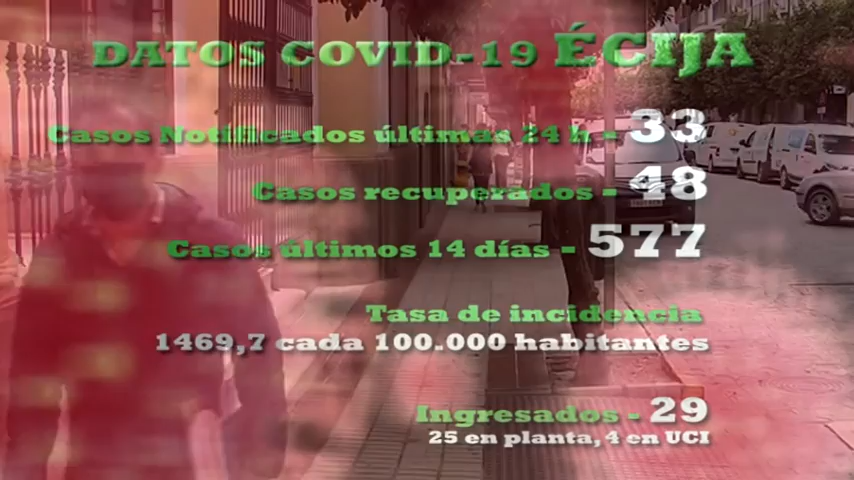 DATOS COVID-19 ÉCIJA
Casos Notificados últimas 24 h - 33
Casos recuperados - 48
Casos últimos 14 días - 577
Tasa de incidencia
1469,7 cada 100.000 habitantes
Ingresados - 29
25 en planta, 4 en UCI